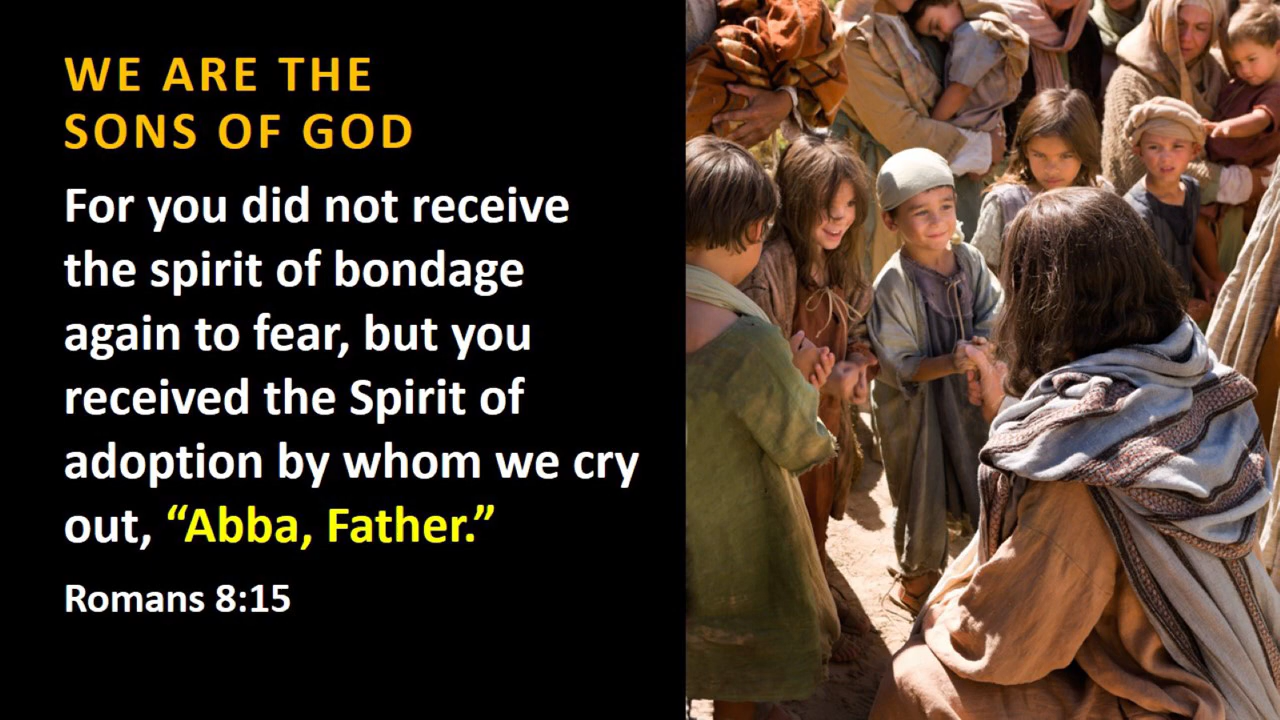 WE ARE THE
SONS OF GOD
For you did not receive
the spirit of bondage
again to fear, but you
received the Spirit of
adoption by whom we cry
out, “Abba, Father.”
Romans 8:15